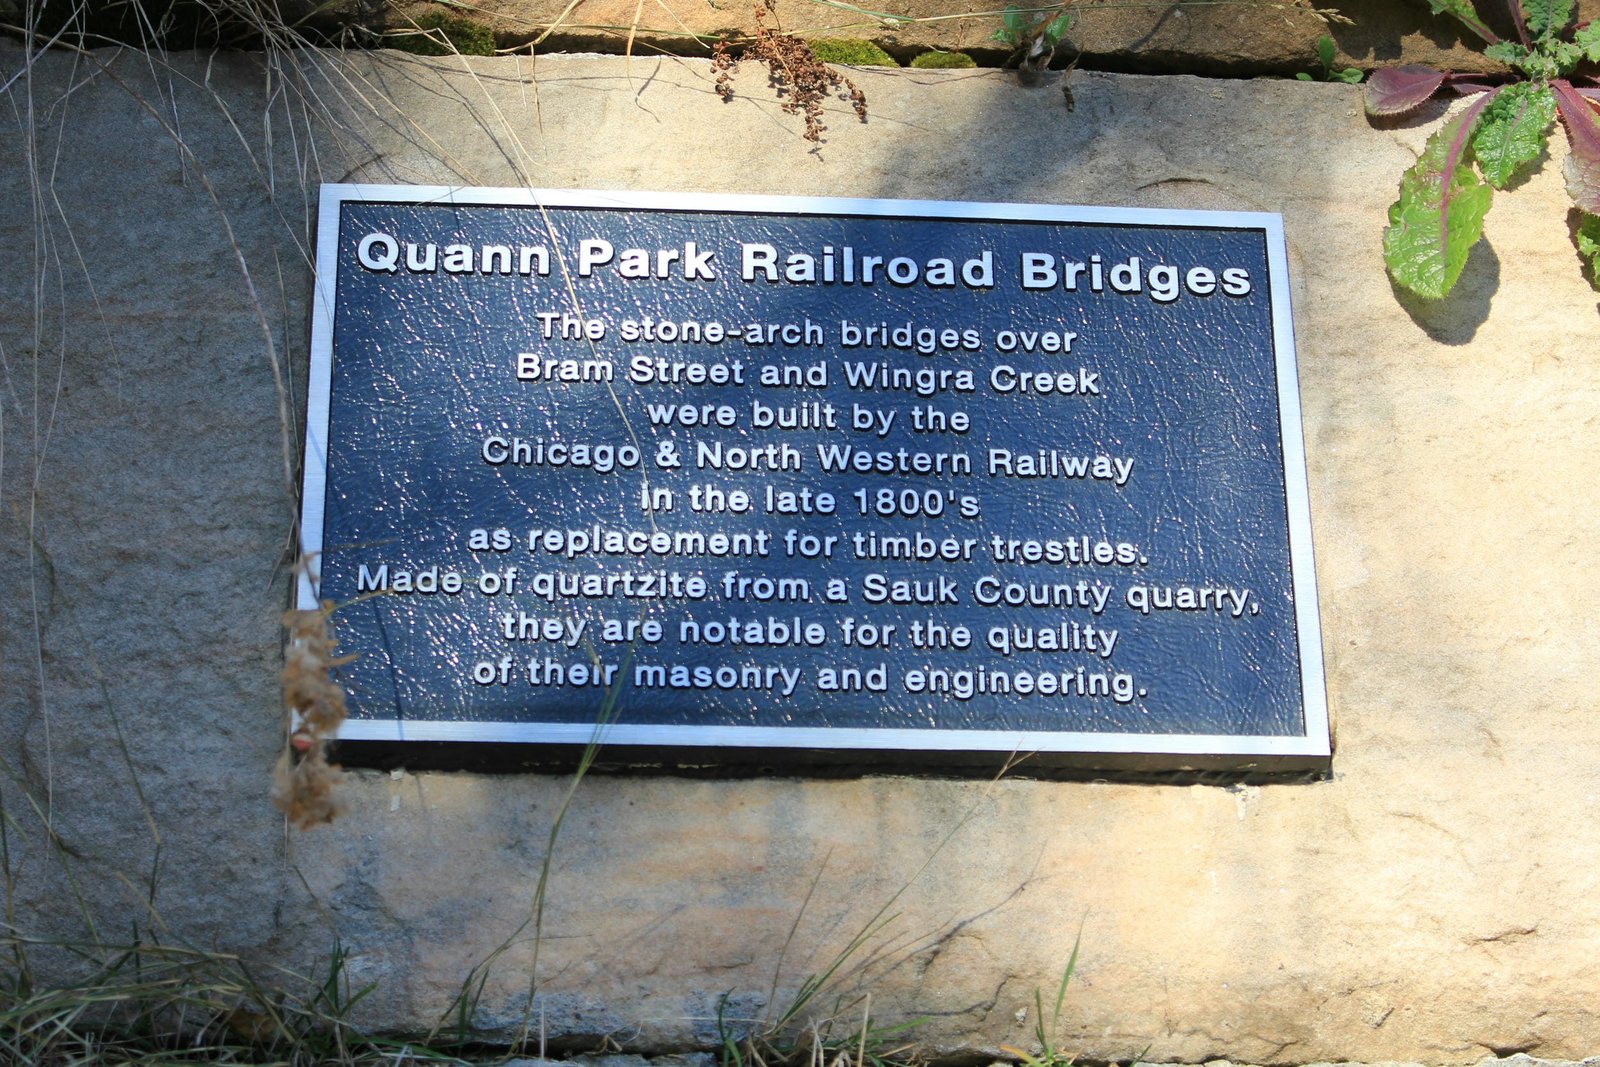 Quann Park Railroad Bridges
The stone-arch bridges over
Bram Street and Wingra Creek
were built by the
Chicago & North Western Railway
in the late 1800's
as replacement for timber trestles.
Made of quartzite from a Sauk County quarry,
they are notable for the quality
of their masonry and engineering.